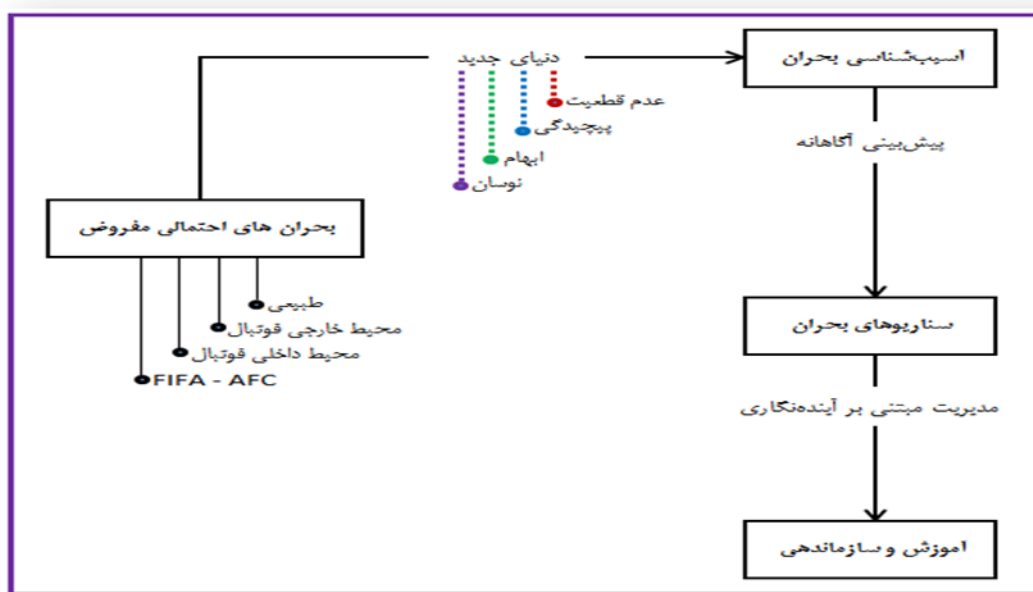 دنیای جدید
عدم قطعیت
پیچیدگی
ابهام
نوسان
آسیب‌شناسی بحران
پیش‌بینی آگاهانه
بحران های احتمالی مفروض
طبیعی
محیط خارجی فوتبال
محیط داخلی فوتبال
FIFA - AFC
سناریوهای بحران
مدیریت مبتنی بر آینده‌نگاری
آموزش و سازماندهی